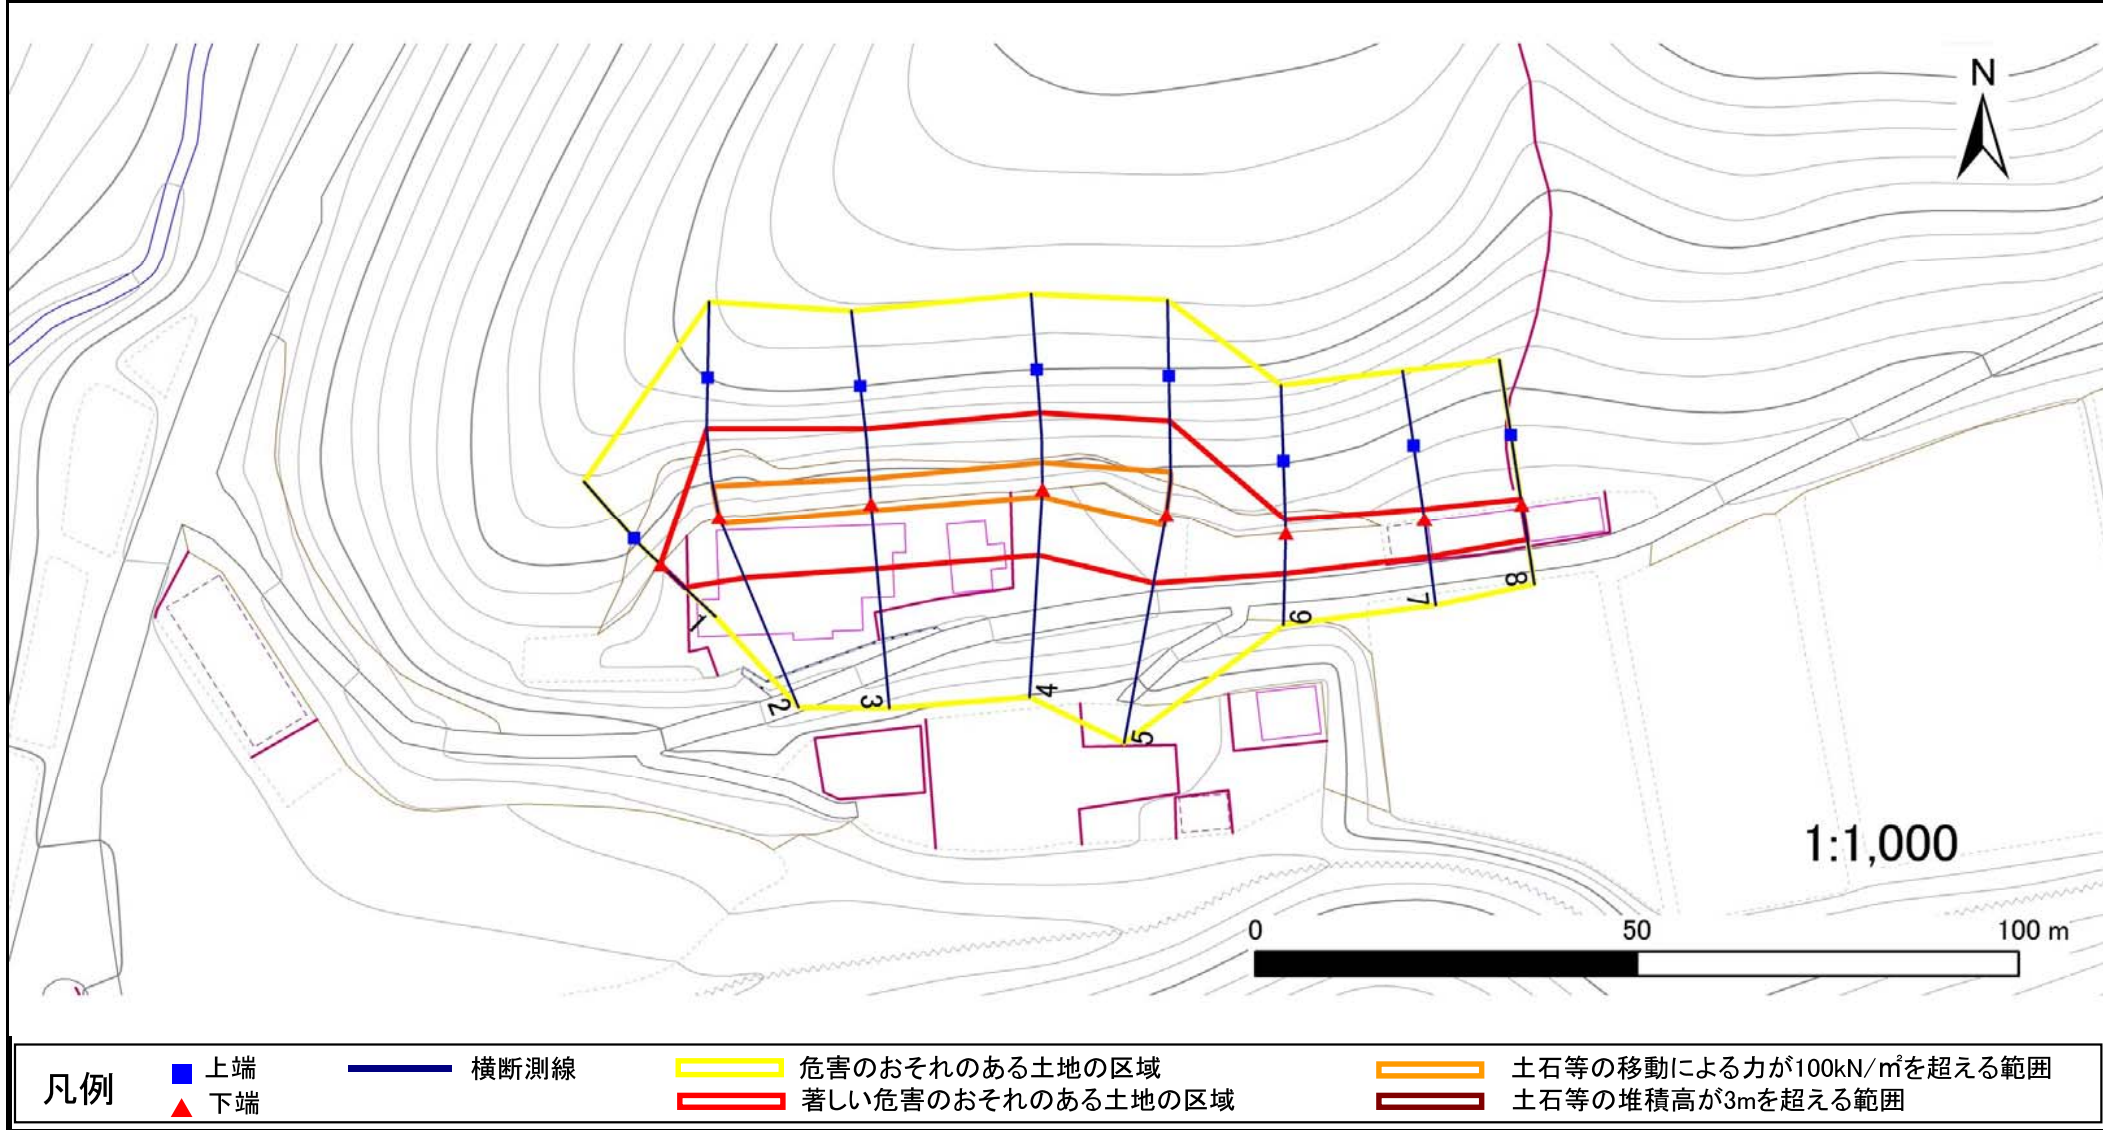 N
1
2
3
4
5
6
7
8
1:1,000
0 50 100 m
凡例
上端
下端
横断測線
危害のおそれのある土地の区域
著しい危害のおそれのある土地の区域
土石等の移動による力が100kN/㎡を超える範囲
土石等の堆積高が3mを超える範囲